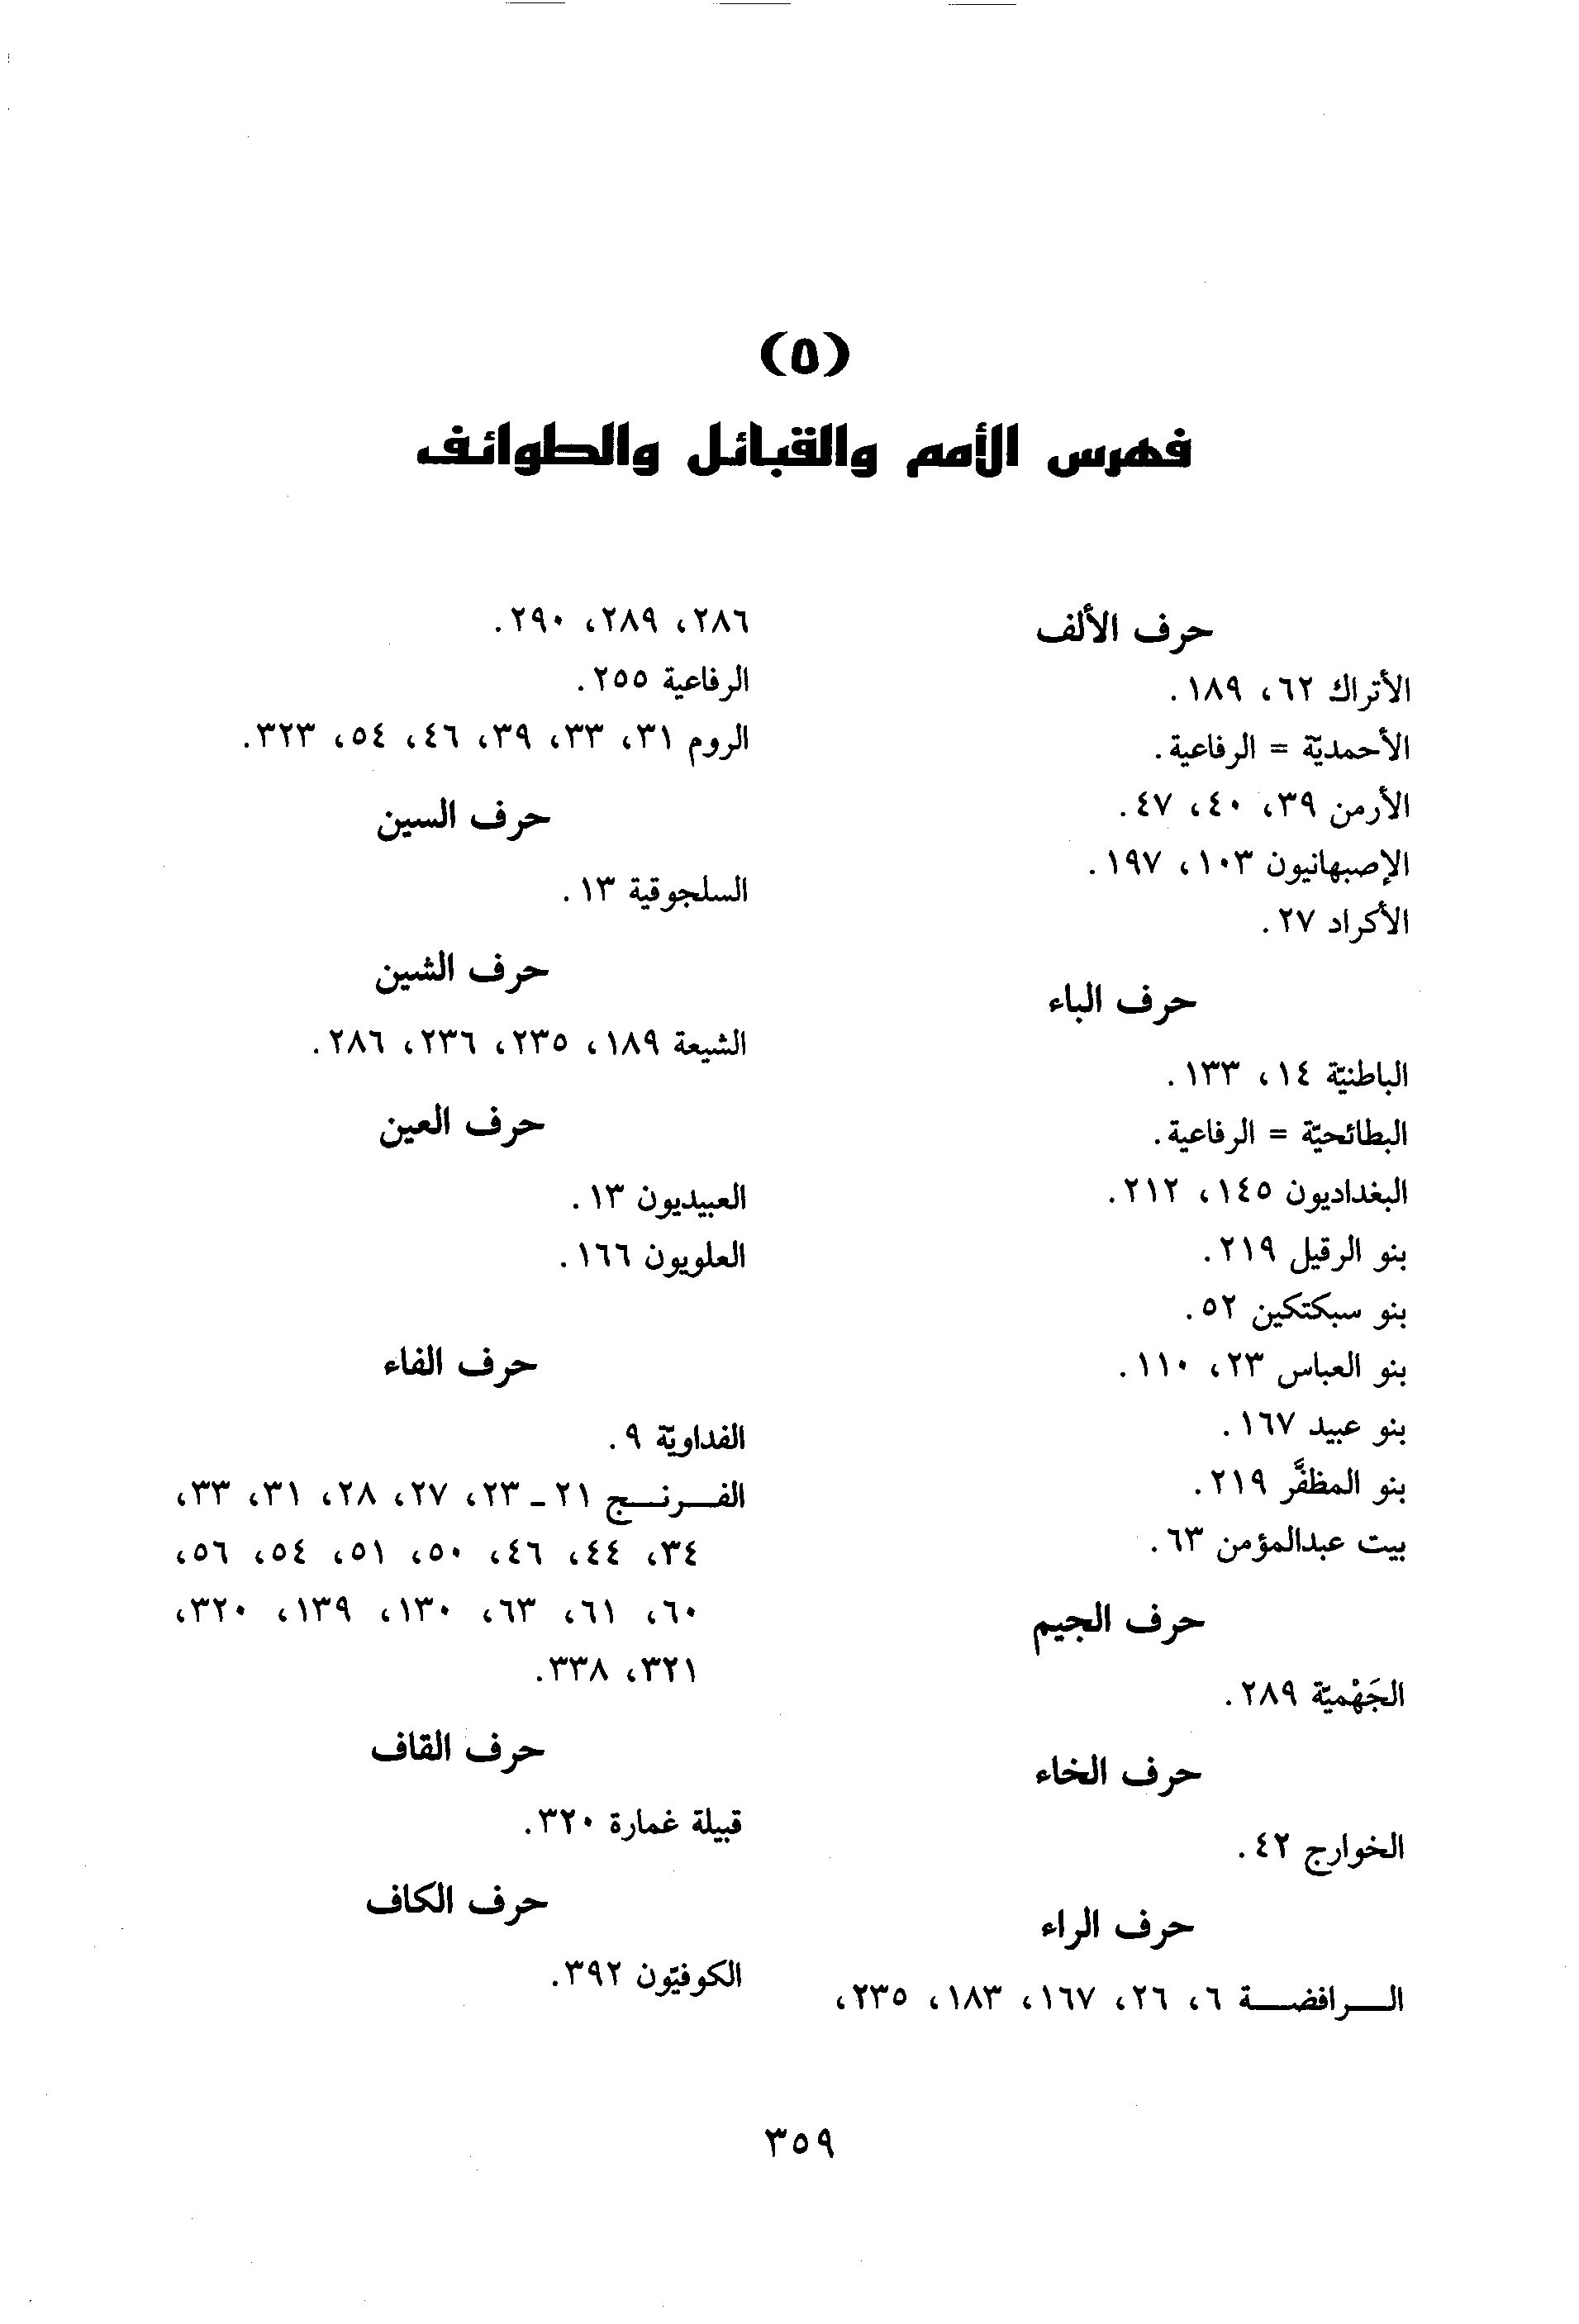 (٥)
فهرس الأمم والقبائل والطوائف
حرف الألف
الأتراك ٦٢، ١٨٩.
الأحمديّة = الرفاعية.
الأرمن ٣٩، ٤٠، ٤٧.
الإصبهانيون ١٠٣، ١٩٧.
الأكراد ٢٧.
حرف الباء
الباطنيّة ١٤، ١٣٣.
البطائحيّة = الرفاعية.
البغداديون ١٤٥، ٢١٢.
بنو الرقيل ٢١٩.
بنو سبكتكين ٥٢.
بنو العباس ٢٣، ١١٠.
بنو عبيد ١٦٧.
بنو المظفَّر ٢١٩.
بيت عبدالمؤمن ٦٣.
حرف الجيم
الجَهْميّة ٢٨٩.
حرف الخاء
الخوارج ٤٢.
حرف الراء
الـرافضـة ٦، ٢٦، ١٦٧، ١٨٣، ٢٣٥،
٢٨٦، ٢٨٩، ٢٩٠.
الرفاعية ٢٥٥.
الروم ٣١، ٣٣، ٣٩، ٤٦، ٥٤، ٣٢٣.
حرف السين
السلجوقية ١٣.
حرف الشين
الشيعة ١٨٩، ٢٣٥، ٢٣٦، ٢٨٦.
حرف العين
العبيديون ١٣.
العلويون ١٦٦.
حرف الفاء
الفداويّة ٩.
الفـرنـج ٢١ ـ ٢٣، ٢٧، ٢٨، ٣١، ٣٣،
٣٤، ٤٤، ٤٦، ٥٠، ٥١، ٥٤، ٥٦،
٦٠، ٦١، ٦٣، ١٣٠، ١٣٩، ٣٢٠،
٣٢١، ٣٣٨.
حرف القاف
قبيلة غمارة ٣٢٠.
حرف الكاف
الكوفيّون ٣٩٢.
٣٥٩